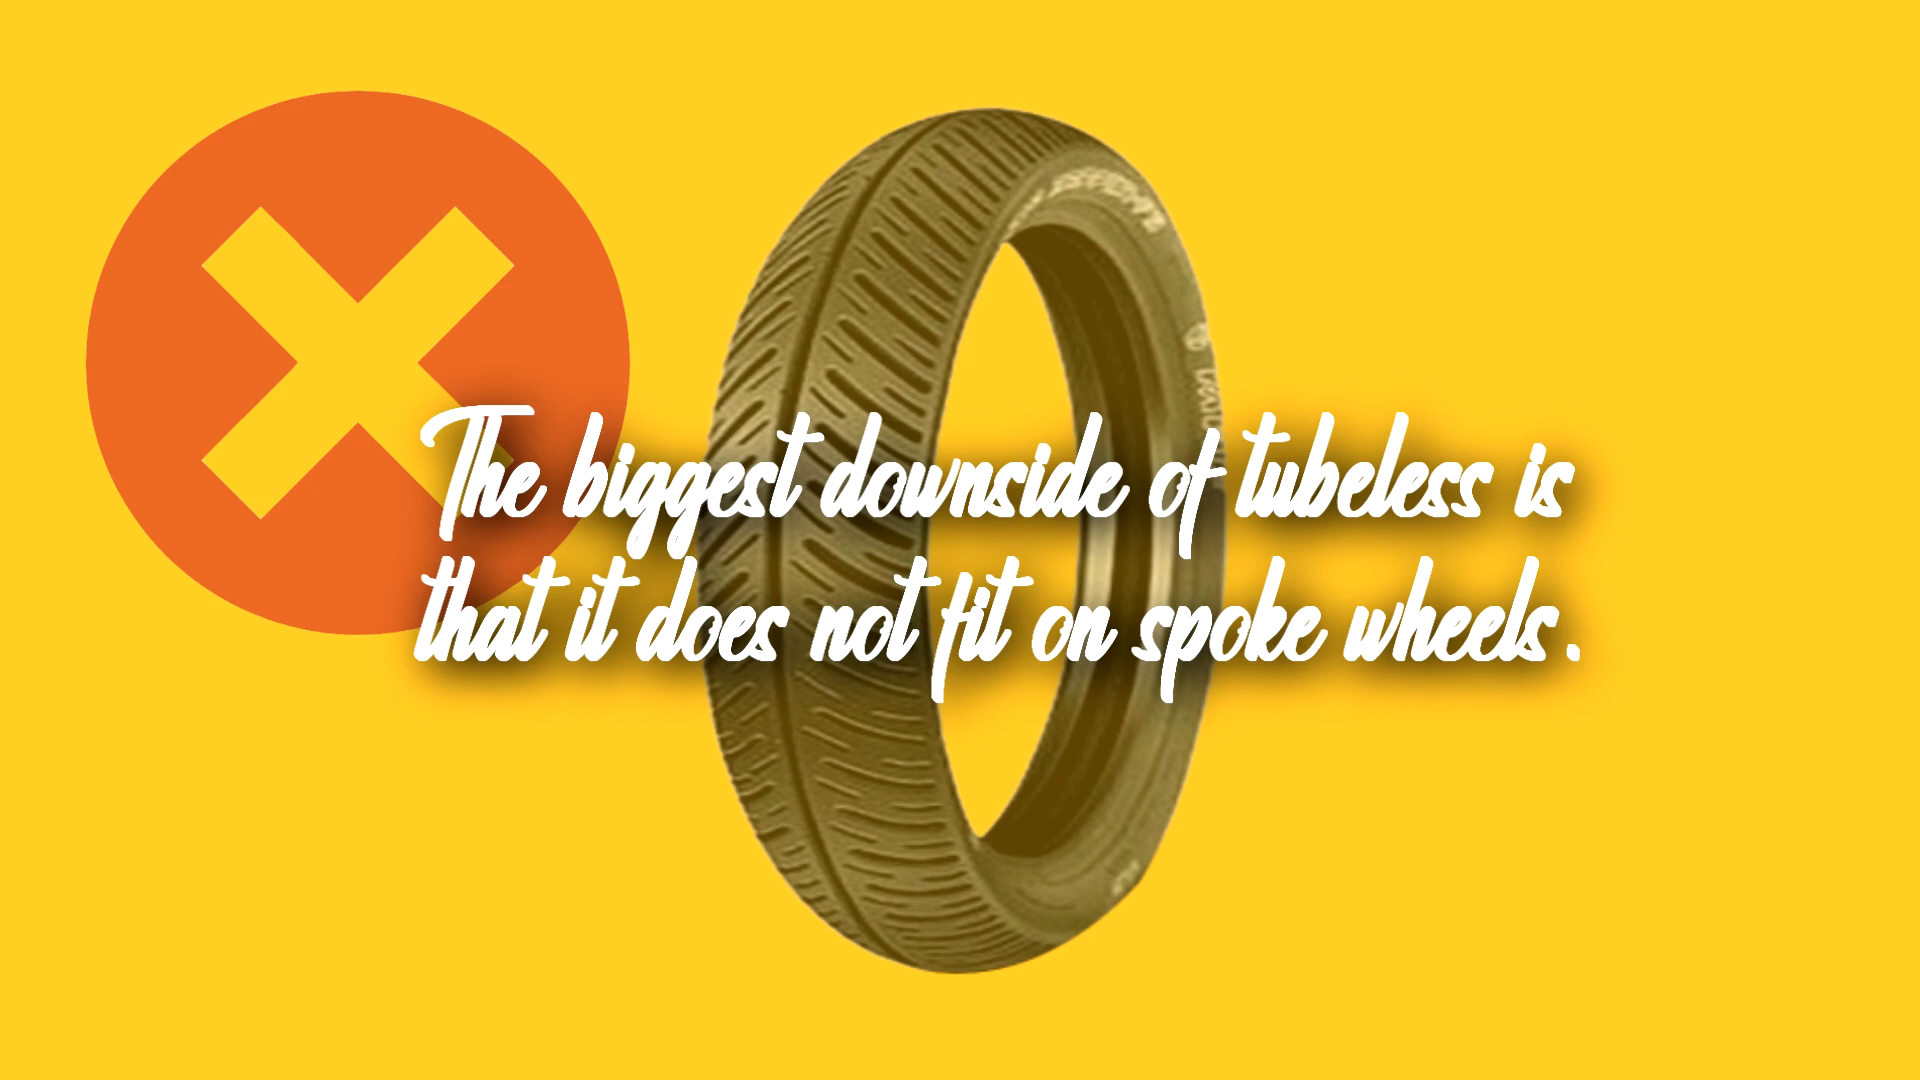 The biggest downside of tubeless is
that it does not fit on spoke wheels.